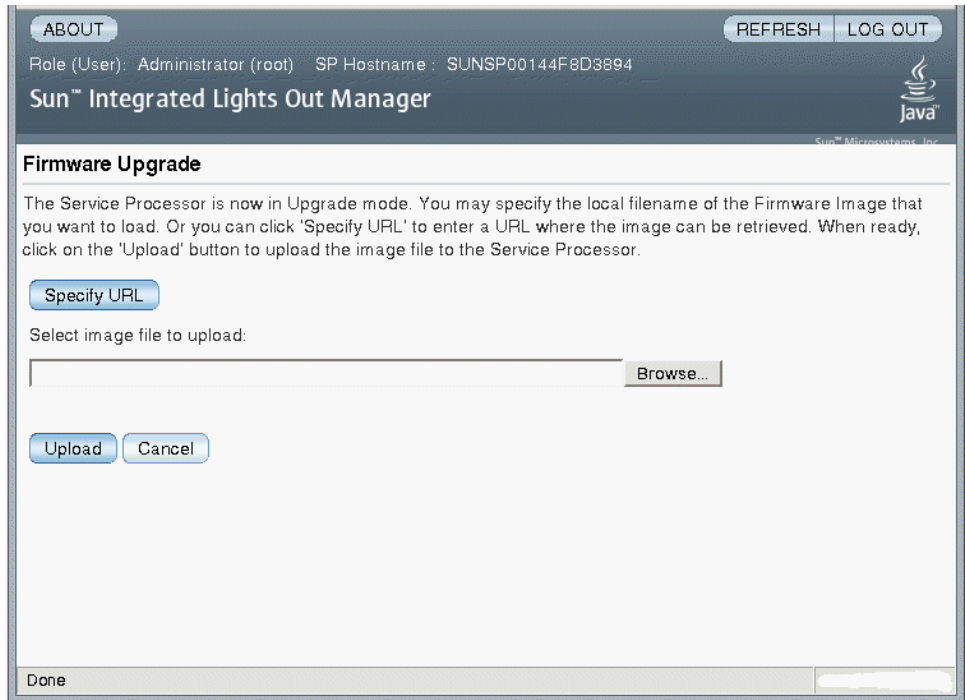 ABOUT REFRESH LOG OUT
Role (User): Administrator (root) SP Hostname : SUNSP00144F8D3894
Sun™ Integrated Lights Out Manager
Java™
Sun™ Microsystems, Inc.
Firmware Upgrade
The Service Processor is now in Upgrade mode. You may specify the local filename of the Firmware Image that
you want to load. Or you can click 'Specify URL' to enter a URL where the image can be retrieved. When ready,
click on the 'Upload' button to upload the image file to the Service Processor.
Specify URL
Select image file to upload:
Browse...
Upload Cancel
Done